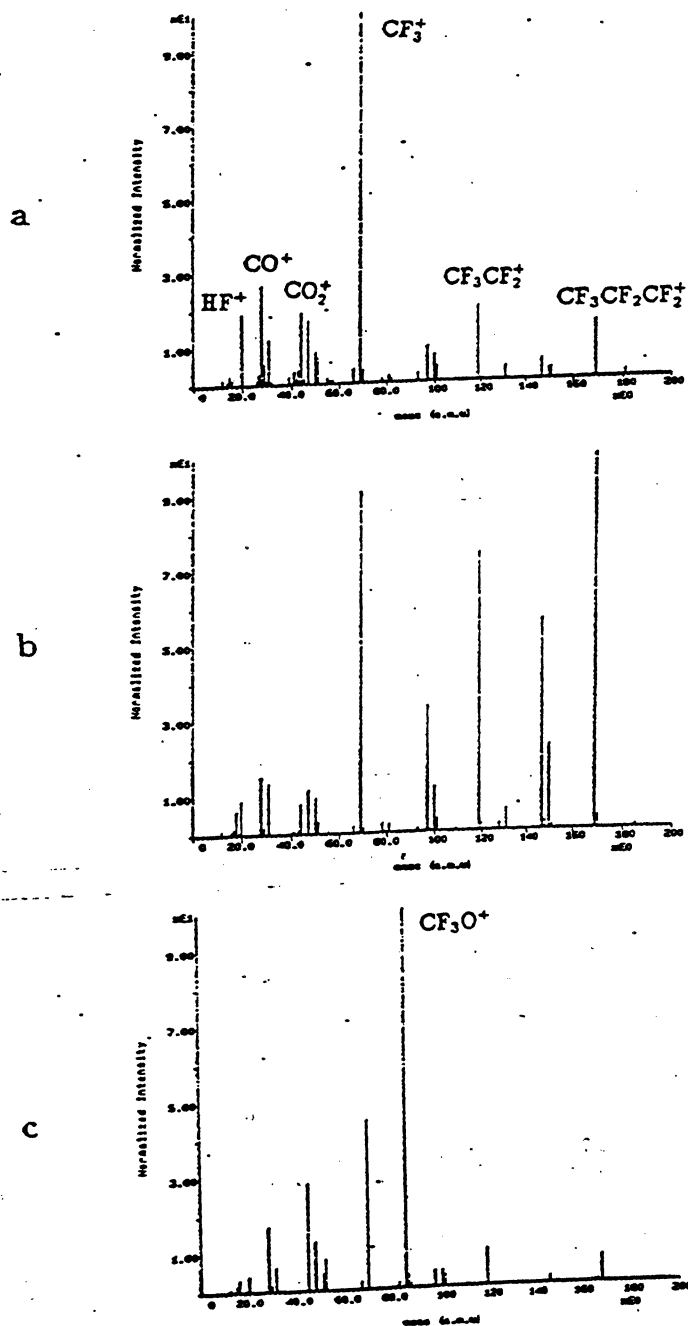 a
Normalized Intensity
9.00
7.00
5.00
3.00
1.00
CF₃⁺
HF⁺
CO⁺
CO₂⁺
CF₃CF₂⁺
CF₃CF₂CF₂⁺
0 20.0 40.0 60.0 80.0 100 120 140 160 180 200
mass (a.m.u)
b
Normalized Intensity
9.00
7.00
5.00
3.00
1.00
0 20.0 40.0 60.0 80.0 100 120 140 160 180 200
mass (a.m.u)
c
Normalized Intensity
9.00
7.00
5.00
3.00
1.00
CF₃O⁺
0 20.0 40.0 60.0 80.0 100 120 140 160 180 200
mass (a.m.u)